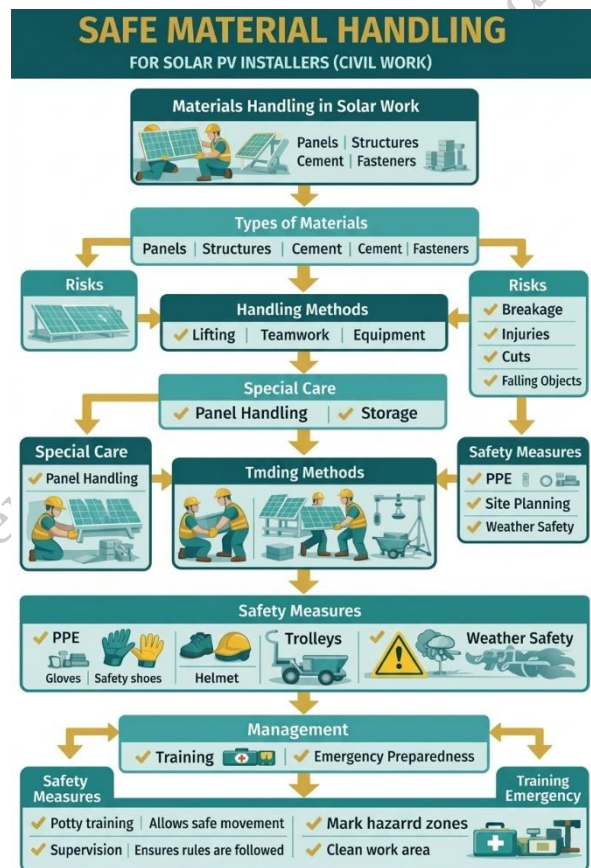 SAFE MATERIAL HANDLING
FOR SOLAR PV INSTALLERS (CIVIL WORK)
Materials Handling in Solar Work
Panels | Structures
Cement | Fasteners
Types of Materials
Panels | Structures | Cement | Cement | Fasteners
Risks
Handling Methods
Lifting | Teamwork | Equipment
Risks
Breakage
Injuries
Cuts
Falling Objects
Special Care
Panel Handling | Storage
Special Care
Panel Handling
Tmding Methods
Safety Measures
PPE
Site Planning
Weather Safety
Safety Measures
PPE
Gloves | Safety shoes
Helmet
Trolleys
Weather Safety
Management
Training | Emergency Preparedness
Safety
Measures
Potty training | Allows safe movement
Supervision | Ensures rules are followed
Mark hazarrd zones
Clean work area
Training
Emergency